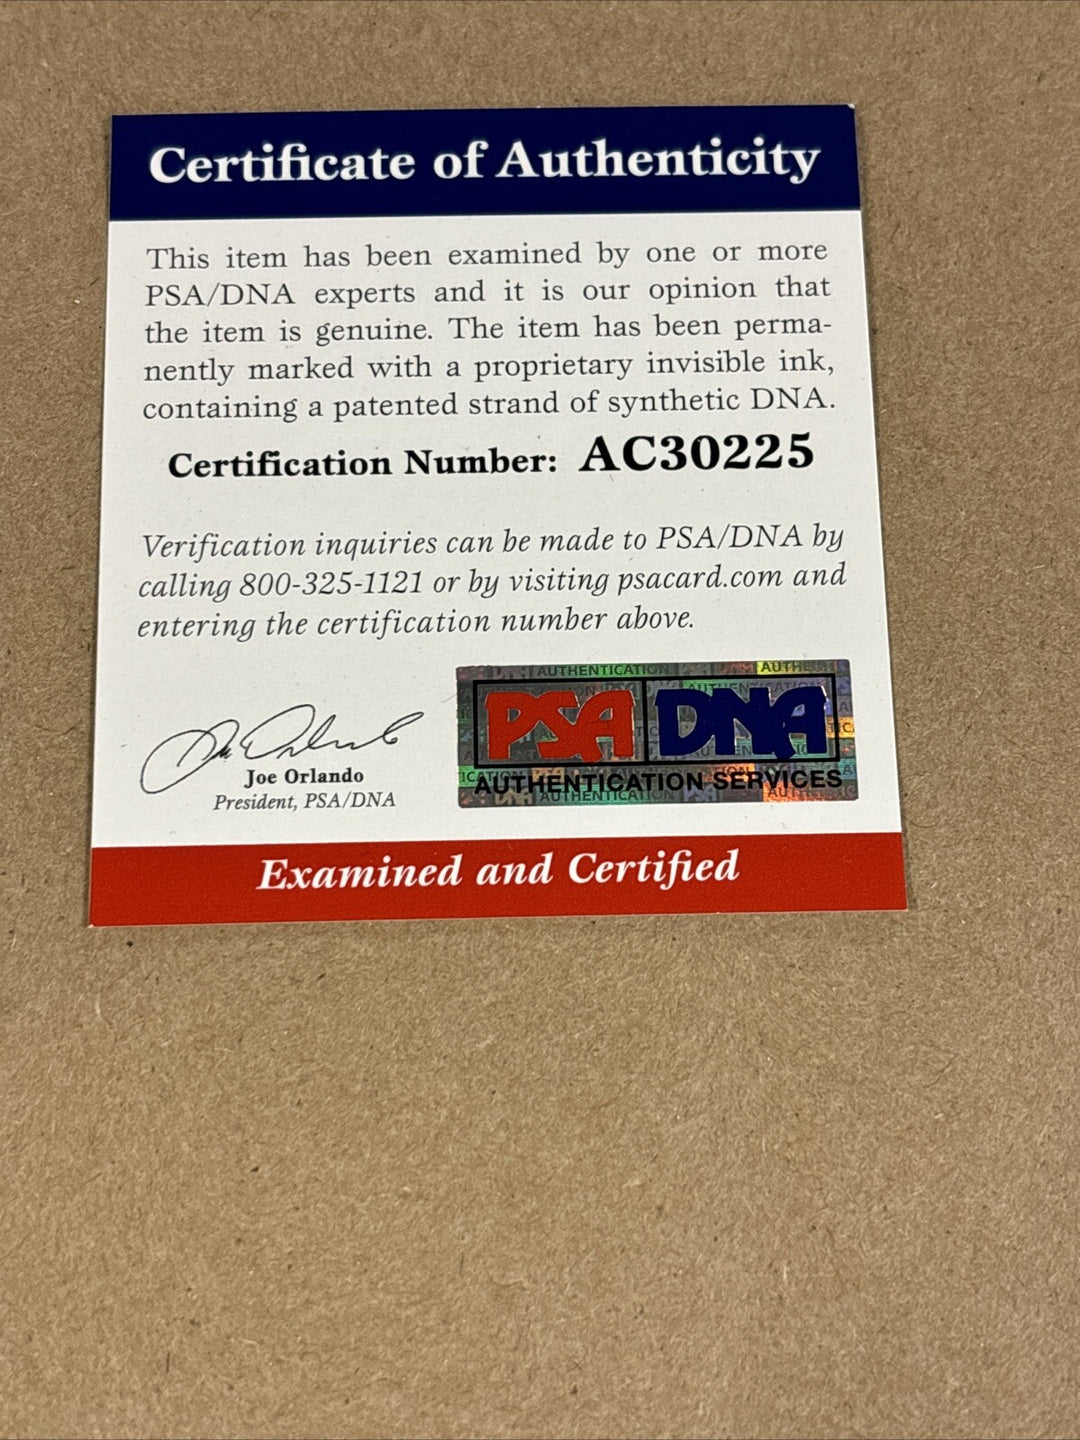 Certificate of Authenticity
This item has been examined by one or more
PSA/DNA experts and it is our opinion that
the item is genuine. The item has been perma-
nently marked with a proprietary invisible ink,
containing a patented strand of synthetic DNA.
Certification Number: AC30225
Verification inquiries can be made to PSA/DNA by
calling 800-325-1121 or by visiting psacard.com and
entering the certification number above.
Joe Orlando
President, PSA/DNA
AUTHENTICATION
PSA DNA
AUTHENTICATION SERVICES
AUTHENTICATION
Examined and Certified